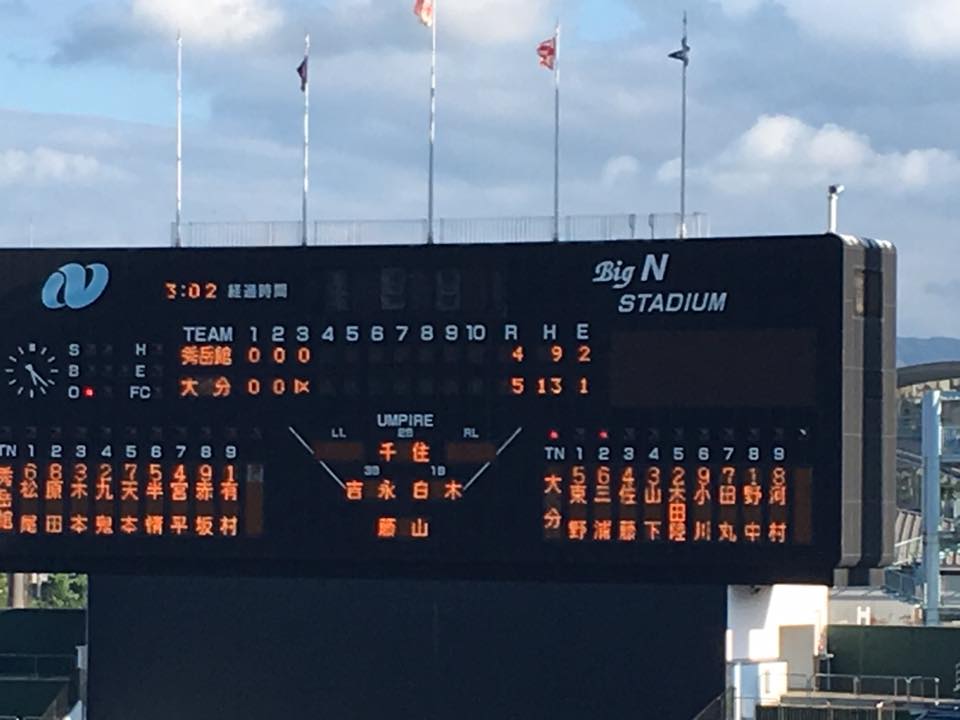 Big N
STADIUM
3:02 経過時間
TEAM 1 2 3 4 5 6 7 8 9 10 R H E
秀岳館 0 0 0 4 9 2
大分 0 0 1X 5 13 1
S H
B E
O FC
UMPIRE
LL 2B RL
千住
3B 1B
吉永 白木
藤山
TN 1 2 3 4 5 6 7 8 9
秀岳館 6 8 3 2 7 5 4 9 1
松尾 原田 木本 九鬼 天本 半情 宮平 赤坂 有村
TN 1 2 3 4 5 6 7 8 9
大分 5 6 4 3 2 9 7 1 8
東野 三浦 佐藤 山下 木田陸 小川 田丸 野中 河村